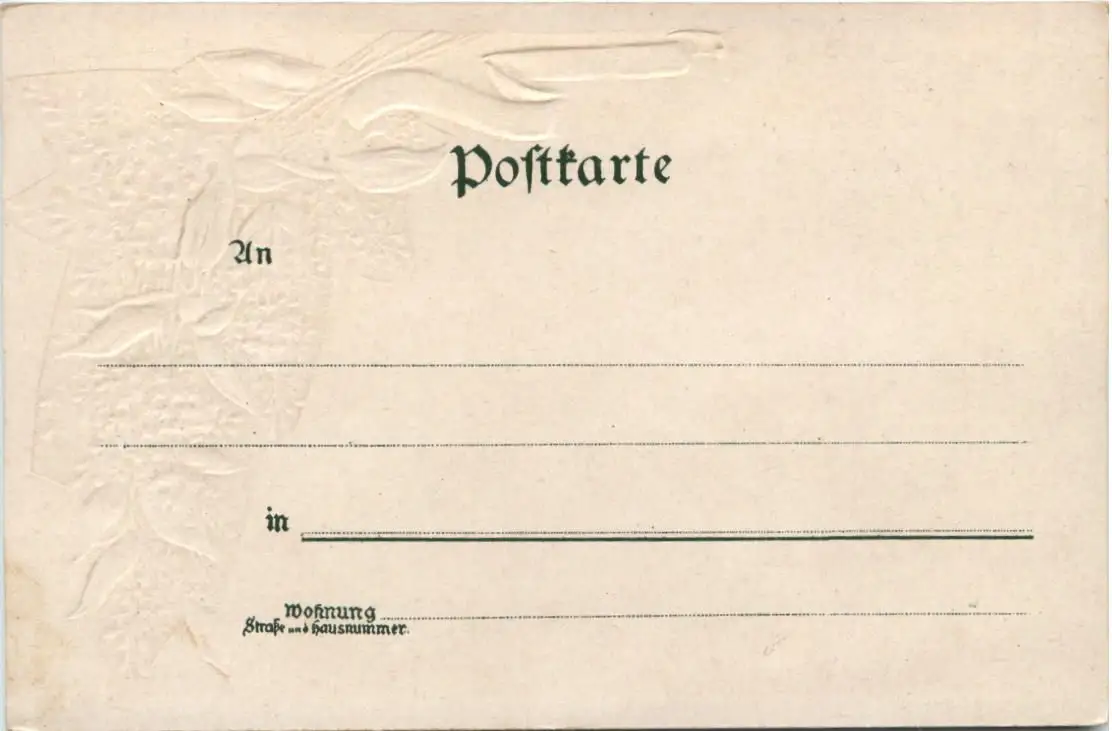 Poſtkarte
An
in
Wohnung
Straße und Hausnummer.